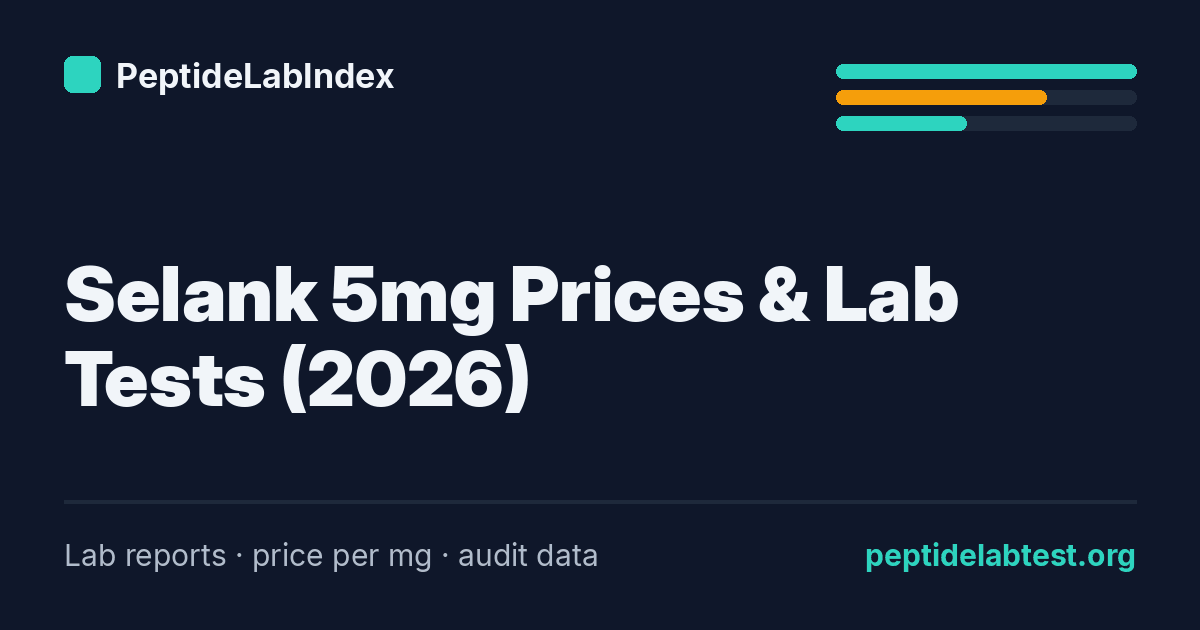 PeptideLabIndex
Selank 5mg Prices & Lab
Tests (2026)
Lab reports · price per mg · audit data
peptidelabtest.org